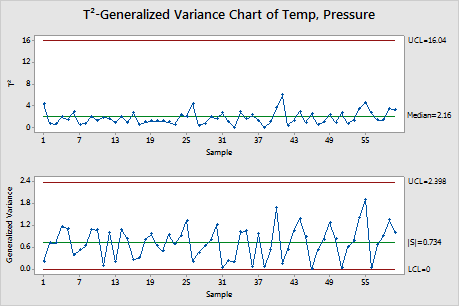 T²-Generalized Variance Chart of Temp, Pressure
16
12
8
4
0
T²
UCL=16.04
Median=2.16
1 7 13 19 25 31 37 43 49 55
Sample
2.4
1.8
1.2
0.6
0.0
Generalized Variance
UCL=2.398
|S|=0.734
LCL=0
1 7 13 19 25 31 37 43 49 55
Sample